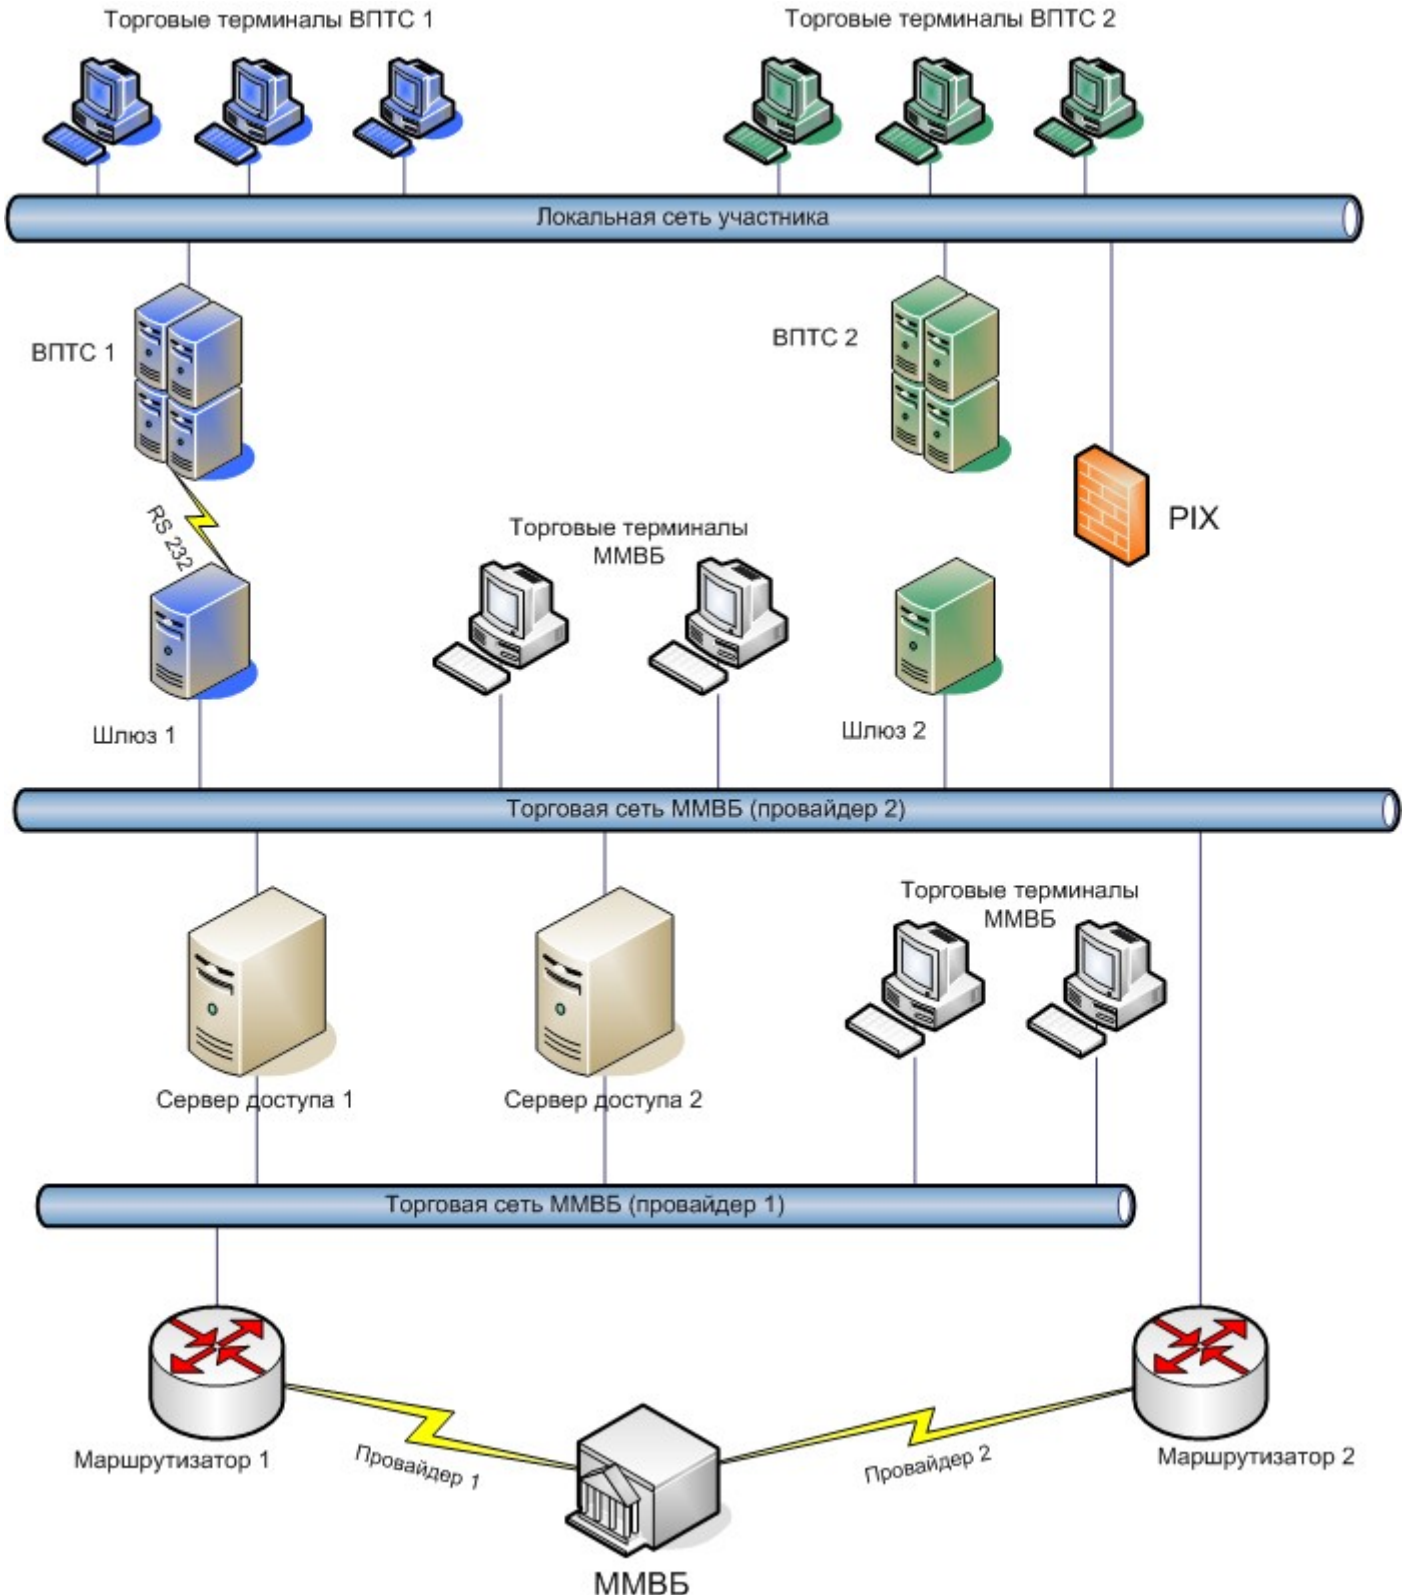 Торговые терминалы ВПТС 1
Торговые терминалы ВПТС 2
Локальная сеть участника
ВПТС 1
ВПТС 2
RS 232
PIX
Торговые терминалы
ММВБ
Шлюз 1
Шлюз 2
Торговая сеть ММВБ (провайдер 2)
Торговые терминалы
ММВБ
Сервер доступа 1
Сервер доступа 2
Торговая сеть ММВБ (провайдер 1)
Маршрутизатор 1
Провайдер 1
Провайдер 2
Маршрутизатор 2
ММВБ